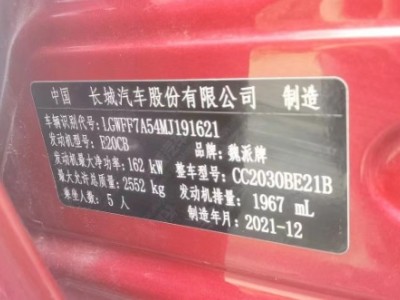 中国 长城汽车股份有限公司 制造
车辆识别代号:LGWFF7A54MJ191621
发动机型号:E20CB 品牌:魏派牌
发动机最大净功率:162 kW 整车型号:CC2030BE21B
最大允许总质量:2552 kg 发动机排量:1967 mL
乘坐人数:5 人 制造年月:2021-12